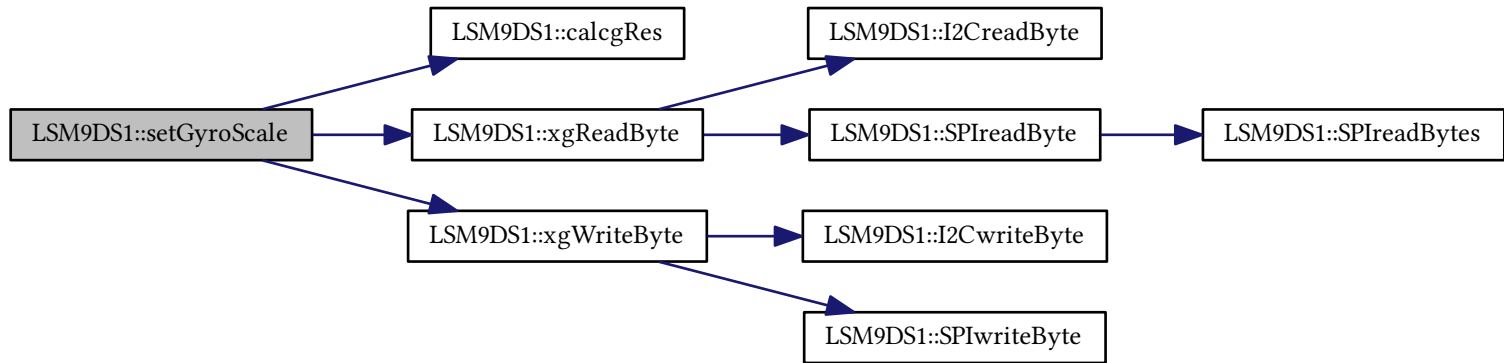 LSM9DS1::setGyroScale
LSM9DS1::calcgRes
LSM9DS1::xgReadByte
LSM9DS1::I2CreadByte
LSM9DS1::SPIreadByte
LSM9DS1::SPIreadBytes
LSM9DS1::xgWriteByte
LSM9DS1::I2CwriteByte
LSM9DS1::SPIwriteByte